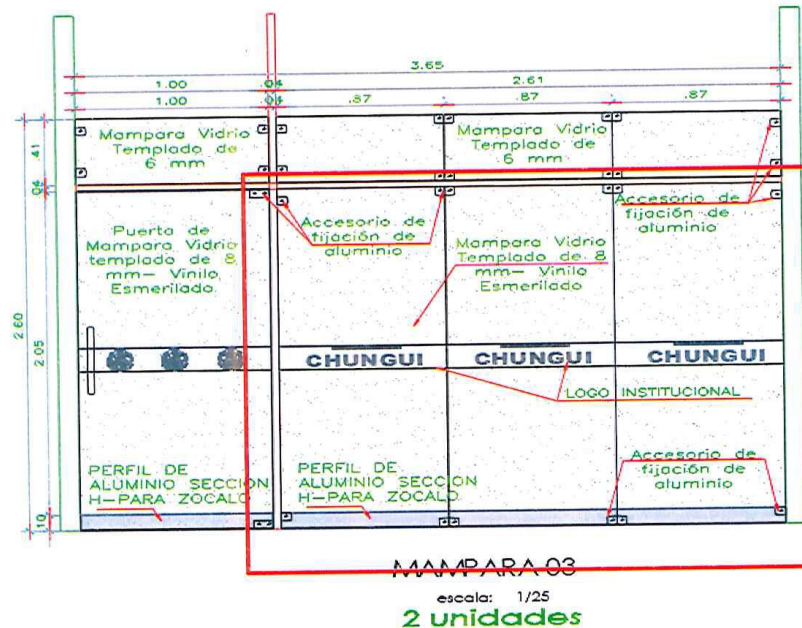 3.65
1.00 .04 2.61
1.00 .04 .87 .87 .87
Mampara Vidrio
Templado de
6 mm
Mampara Vidrio
Templado de
6 mm
.41
.04
2.60
2.05
.10
Puerta de
Mampara Vidrio
templado de 8
mm– Vinilo
Esmerilado
Accesorio de
fijación de
aluminio
Accesorio de
fijación de
aluminio
Mampara Vidrio
Templado de 8
mm– Vinilo
Esmerilado
CHUNGUI CHUNGUI CHUNGUI
LOGO INSTITUCIONAL
PERFIL DE
ALUMINIO SECCION
H–PARA ZOCALO
PERFIL DE
ALUMINIO SECCION
H–PARA ZOCALO
Accesorio de
fijación de
aluminio
MAMPARA 03
escala: 1/25
2 unidades